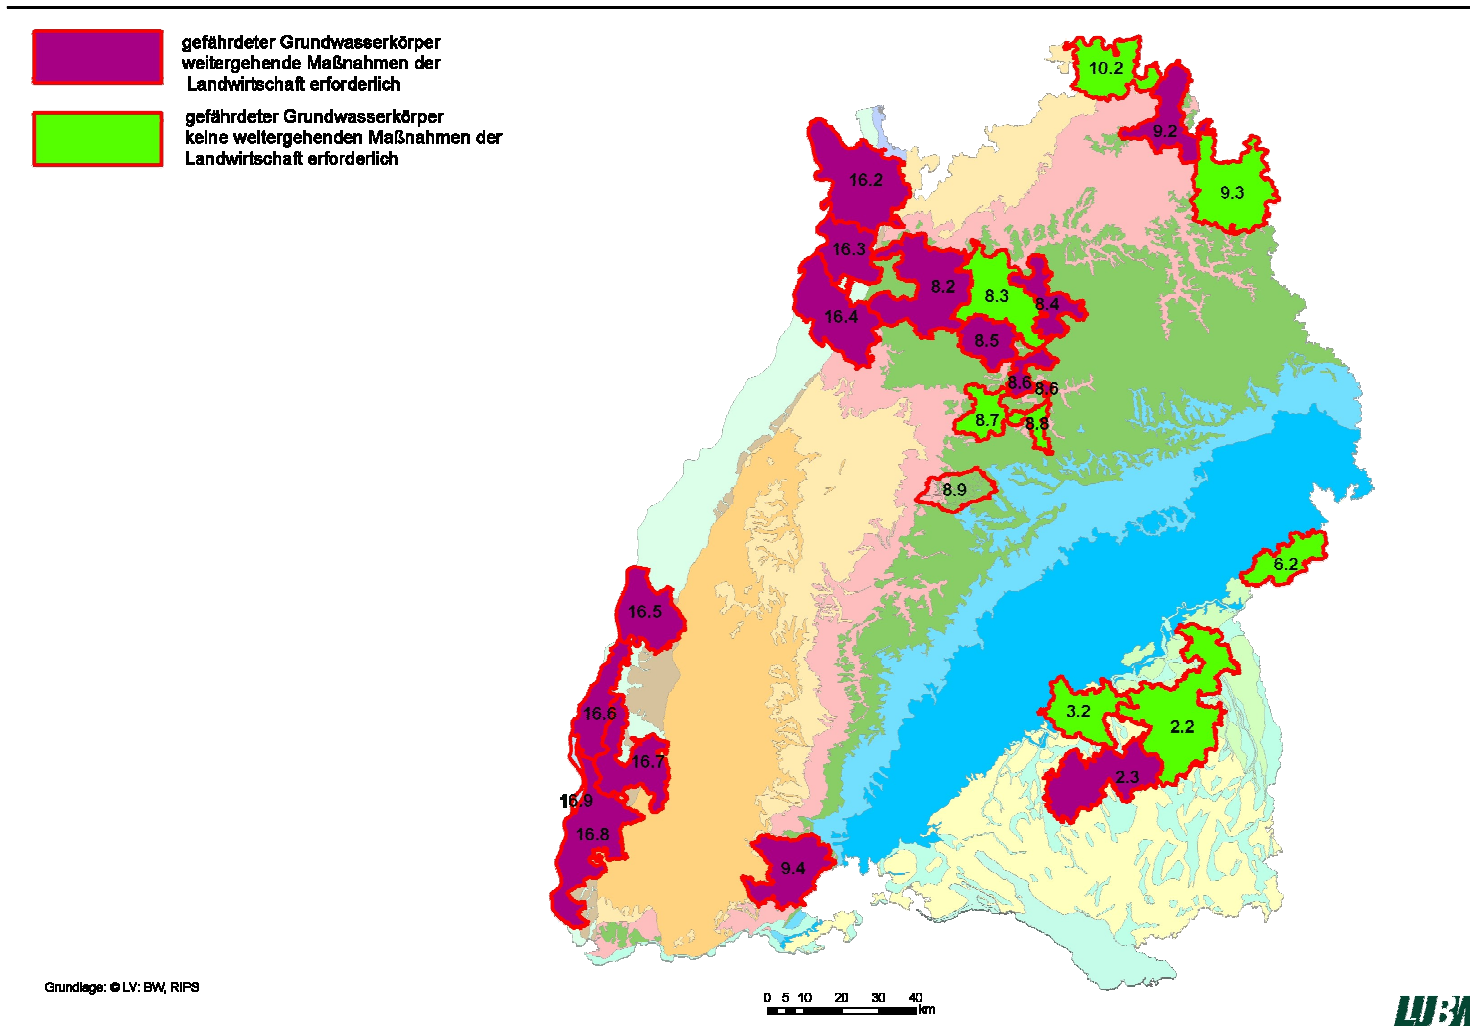 gefährdeter Grundwasserkörper
weitergehende Maßnahmen der
Landwirtschaft erforderlich
gefährdeter Grundwasserkörper
keine weitergehenden Maßnahmen der
Landwirtschaft erforderlich
10.2
9.2
16.2
9.3
16.3
8.2
8.3
8.4
16.4
8.5
8.6
8.6
8.7
8.8
8.9
6.2
16.5
3.2
16.6
2.2
16.7
2.3
16.9
16.8
9.4
Grundlage: © LV: BW, RIPS
0 5 10 20 30 40
km